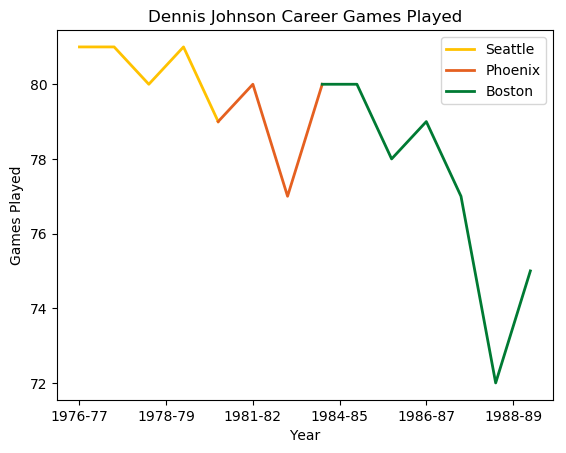 Dennis Johnson Career Games Played
Seattle
Phoenix
Boston
80
78
76
74
72
Games Played
1976-77 1978-79 1981-82 1984-85 1986-87 1988-89
Year